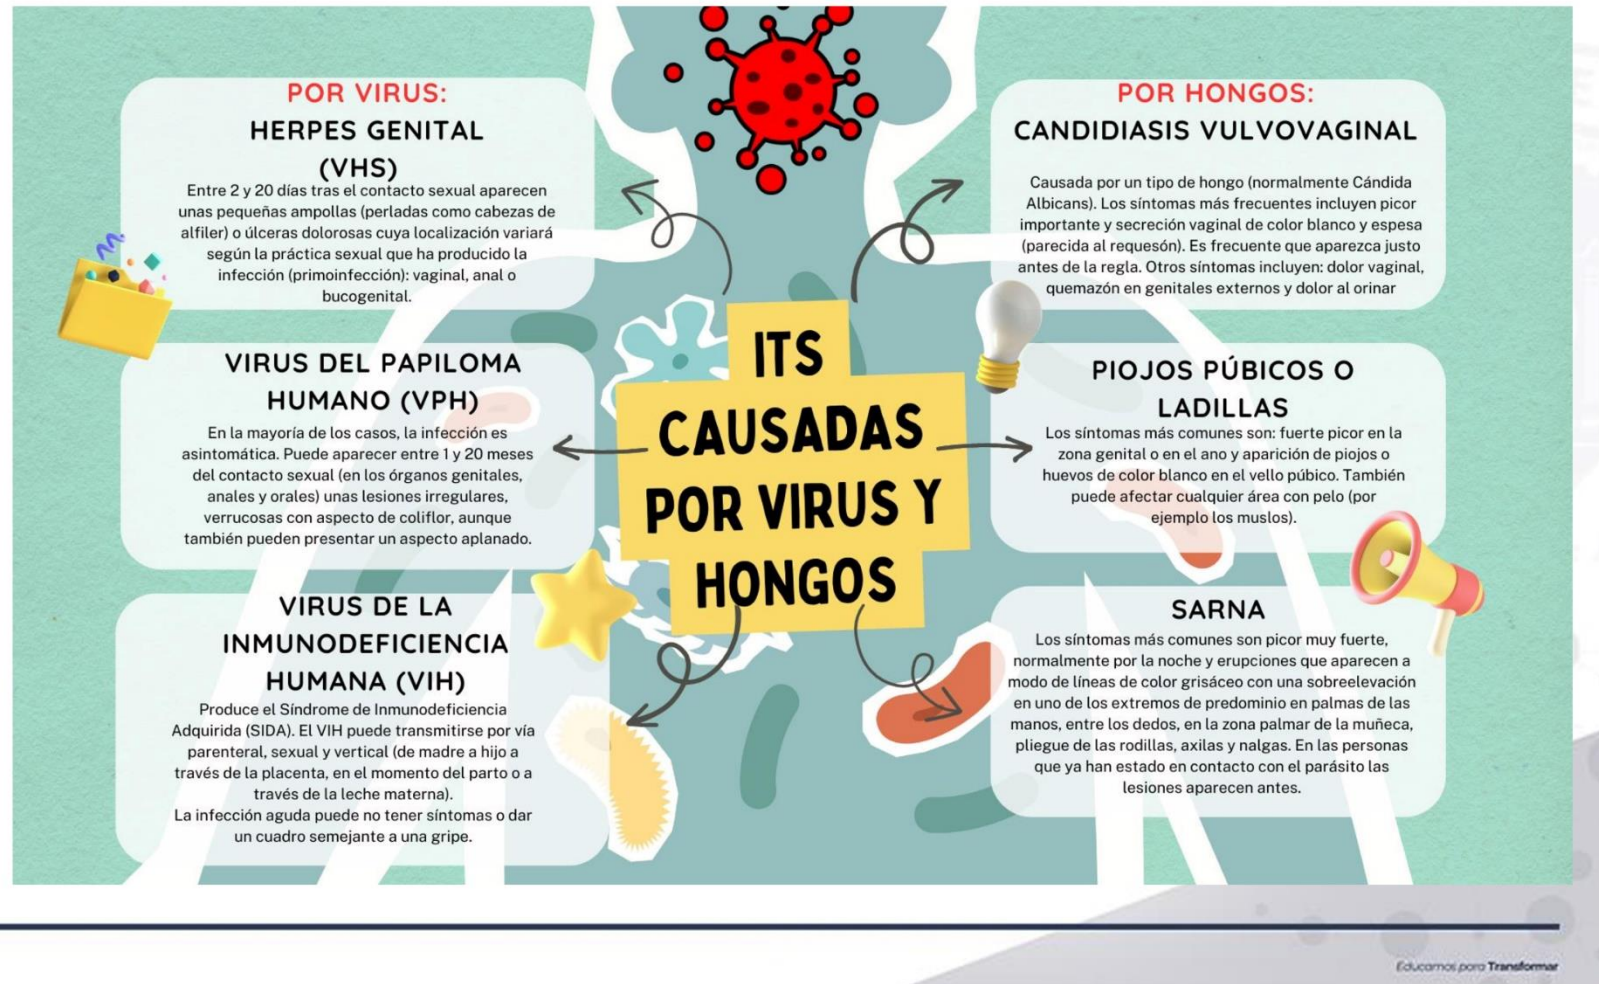 POR VIRUS:
HERPES GENITAL
(VHS)
Entre 2 y 20 días tras el contacto sexual aparecen
unas pequeñas ampollas (perladas como cabezas de
alfiler) o úlceras dolorosas cuya localización variará
según la práctica sexual que ha producido la
infección (primoinfección): vaginal, anal o
bucogenital.
VIRUS DEL PAPILOMA
HUMANO (VPH)
En la mayoría de los casos, la infección es
asintomática. Puede aparecer entre 1 y 20 meses
del contacto sexual (en los órganos genitales,
anales y orales) unas lesiones irregulares,
verrucosas con aspecto de coliflor, aunque
también pueden presentar un aspecto aplanado.
VIRUS DE LA
INMUNODEFICIENCIA
HUMANA (VIH)
Produce el Síndrome de Inmunodeficiencia
Adquirida (SIDA). El VIH puede transmitirse por vía
parenteral, sexual y vertical (de madre a hijo a
través de la placenta, en el momento del parto o a
través de la leche materna).
La infección aguda puede no tener síntomas o dar
un cuadro semejante a una gripe.
ITS
CAUSADAS
POR VIRUS Y
HONGOS
POR HONGOS:
CANDIDIASIS VULVOVAGINAL
Causada por un tipo de hongo (normalmente Cándida
Albicans). Los síntomas más frecuentes incluyen picor
importante y secreción vaginal de color blanco y espesa
(parecida al requesón). Es frecuente que aparezca justo
antes de la regla. Otros síntomas incluyen: dolor vaginal,
quemazón en genitales externos y dolor al orinar
PIOJOS PÚBICOS O
LADILLAS
Los síntomas más comunes son: fuerte picor en la
zona genital o en el ano y aparición de piojos o
huevos de color blanco en el vello púbico. También
puede afectar cualquier área con pelo (por
ejemplo los muslos).
SARNA
Los síntomas más comunes son picor muy fuerte,
normalmente por la noche y erupciones que aparecen a
modo de líneas de color grisáceo con una sobreelevación
en uno de los extremos de predominio en palmas de las
manos, entre los dedos, en la zona palmar de la muñeca,
pliegue de las rodillas, axilas y nalgas. En las personas
que ya han estado en contacto con el parásito las
lesiones aparecen antes.
Educarnos para Transformar